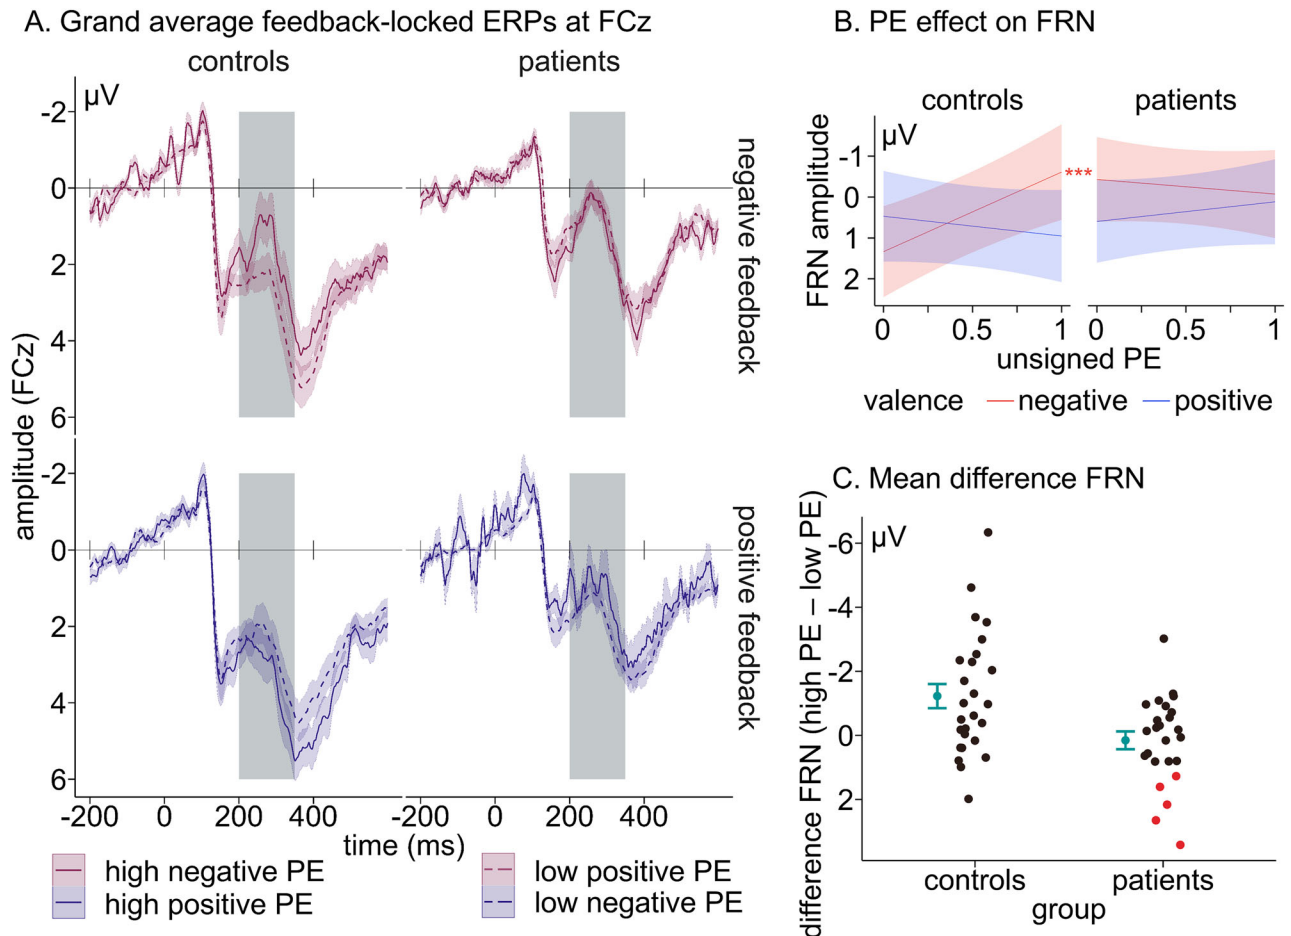 A. Grand average feedback-locked ERPs at FCz
controls
patients
µV
-2
0
2
4
6
negative feedback
-2
0
2
4
6
positive feedback
amplitude (FCz)
-200 0 200 400
-200 0 200 400
time (ms)
high negative PE
low positive PE
high positive PE
low negative PE
B. PE effect on FRN
controls
patients
µV
***
-1
0
1
2
FRN amplitude
0 0.5 1
0 0.5 1
unsigned PE
valence negative positive
C. Mean difference FRN
µV
-6
-4
-2
0
2
difference FRN (high PE – low PE)
controls
patients
group